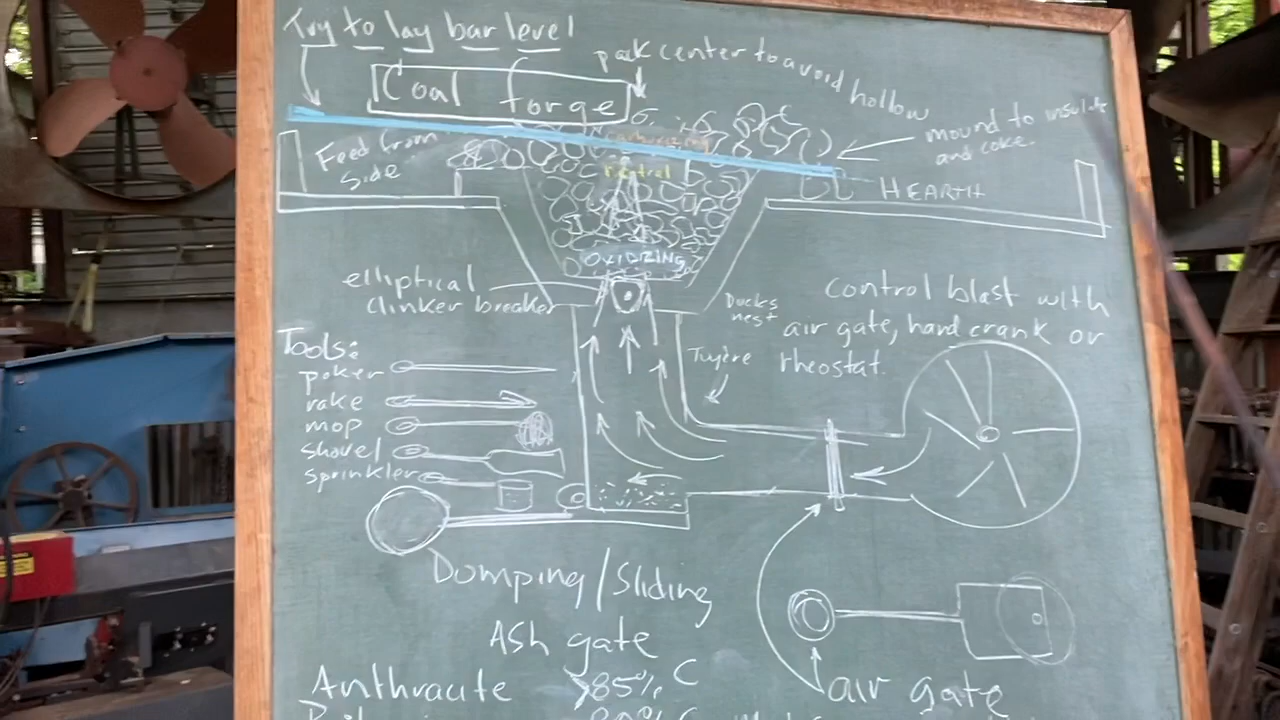 Try to lay bar level
pack center to avoid hollow
Coal forge
mound to insulate
and coke.
Feed from
side
carburizing
neutral
HEARTH
OXIDIZING
elliptical
clinker breaker
Ducks
nest
control blast with
air gate, hand crank or
rheostat.
Tuyère
Tools:
poker
rake
mop
shovel
sprinkler
Dumping/Sliding
Ash gate
air gate
Anthracite >85% C